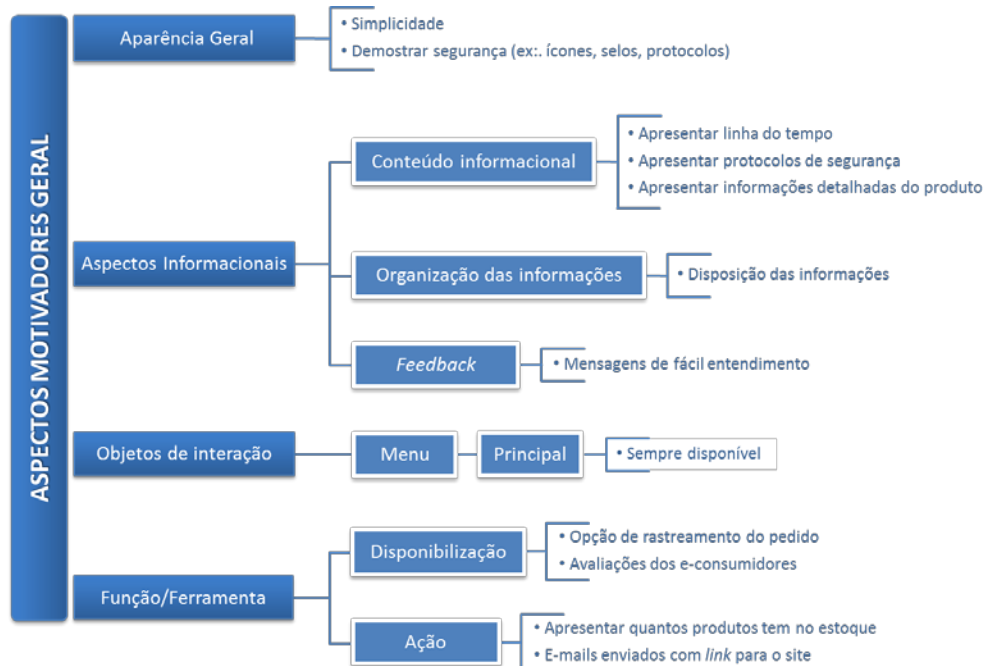 ASPECTOS MOTIVADORES GERAL
Aparência Geral
• Simplicidade
• Demostrar segurança (ex:. ícones, selos, protocolos)
Aspectos Informacionais
Conteúdo informacional
• Apresentar linha do tempo
• Apresentar protocolos de segurança
• Apresentar informações detalhadas do produto
Organização das informações
• Disposição das informações
Feedback
• Mensagens de fácil entendimento
Objetos de interação
Menu
Principal
• Sempre disponível
Função/Ferramenta
Disponibilização
• Opção de rastreamento do pedido
• Avaliações dos e-consumidores
Ação
• Apresentar quantos produtos tem no estoque
• E-mails enviados com link para o site